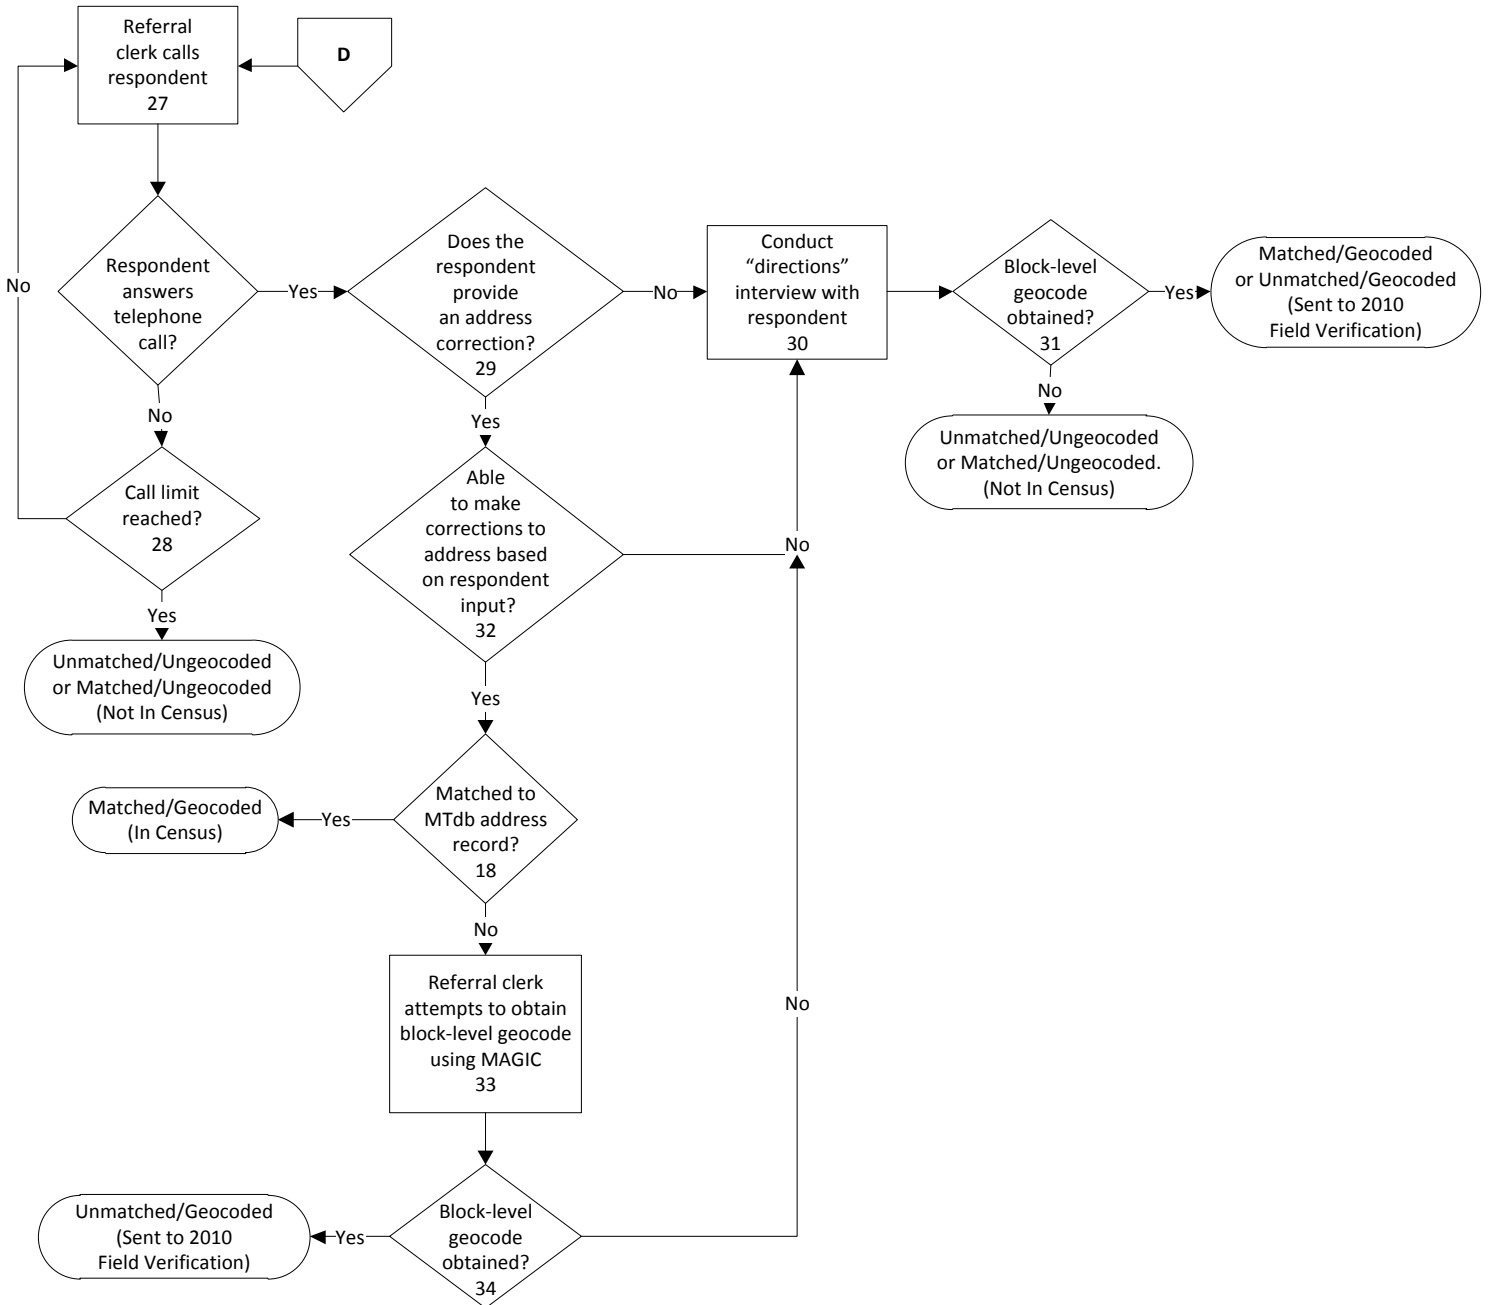 Referral
clerk calls
respondent
27
D
No
Respondent
answers
telephone
call?
Yes
Does the
respondent
provide
an address
correction?
29
No
Conduct
“directions”
interview with
respondent
30
Block-level
geocode
obtained?
31
Yes
Matched/Geocoded
or Unmatched/Geocoded
(Sent to 2010
Field Verification)
No
Unmatched/Ungeocoded
or Matched/Ungeocoded.
(Not In Census)
No
Call limit
reached?
28
Yes
Unmatched/Ungeocoded
or Matched/Ungeocoded
(Not In Census)
Yes
Able
to make
corrections to
address based
on respondent
input?
32
No
Yes
Matched to
MTdb address
record?
18
Yes
Matched/Geocoded
(In Census)
No
Referral clerk
attempts to obtain
block-level geocode
using MAGIC
33
No
Block-level
geocode
obtained?
34
Yes
Unmatched/Geocoded
(Sent to 2010
Field Verification)